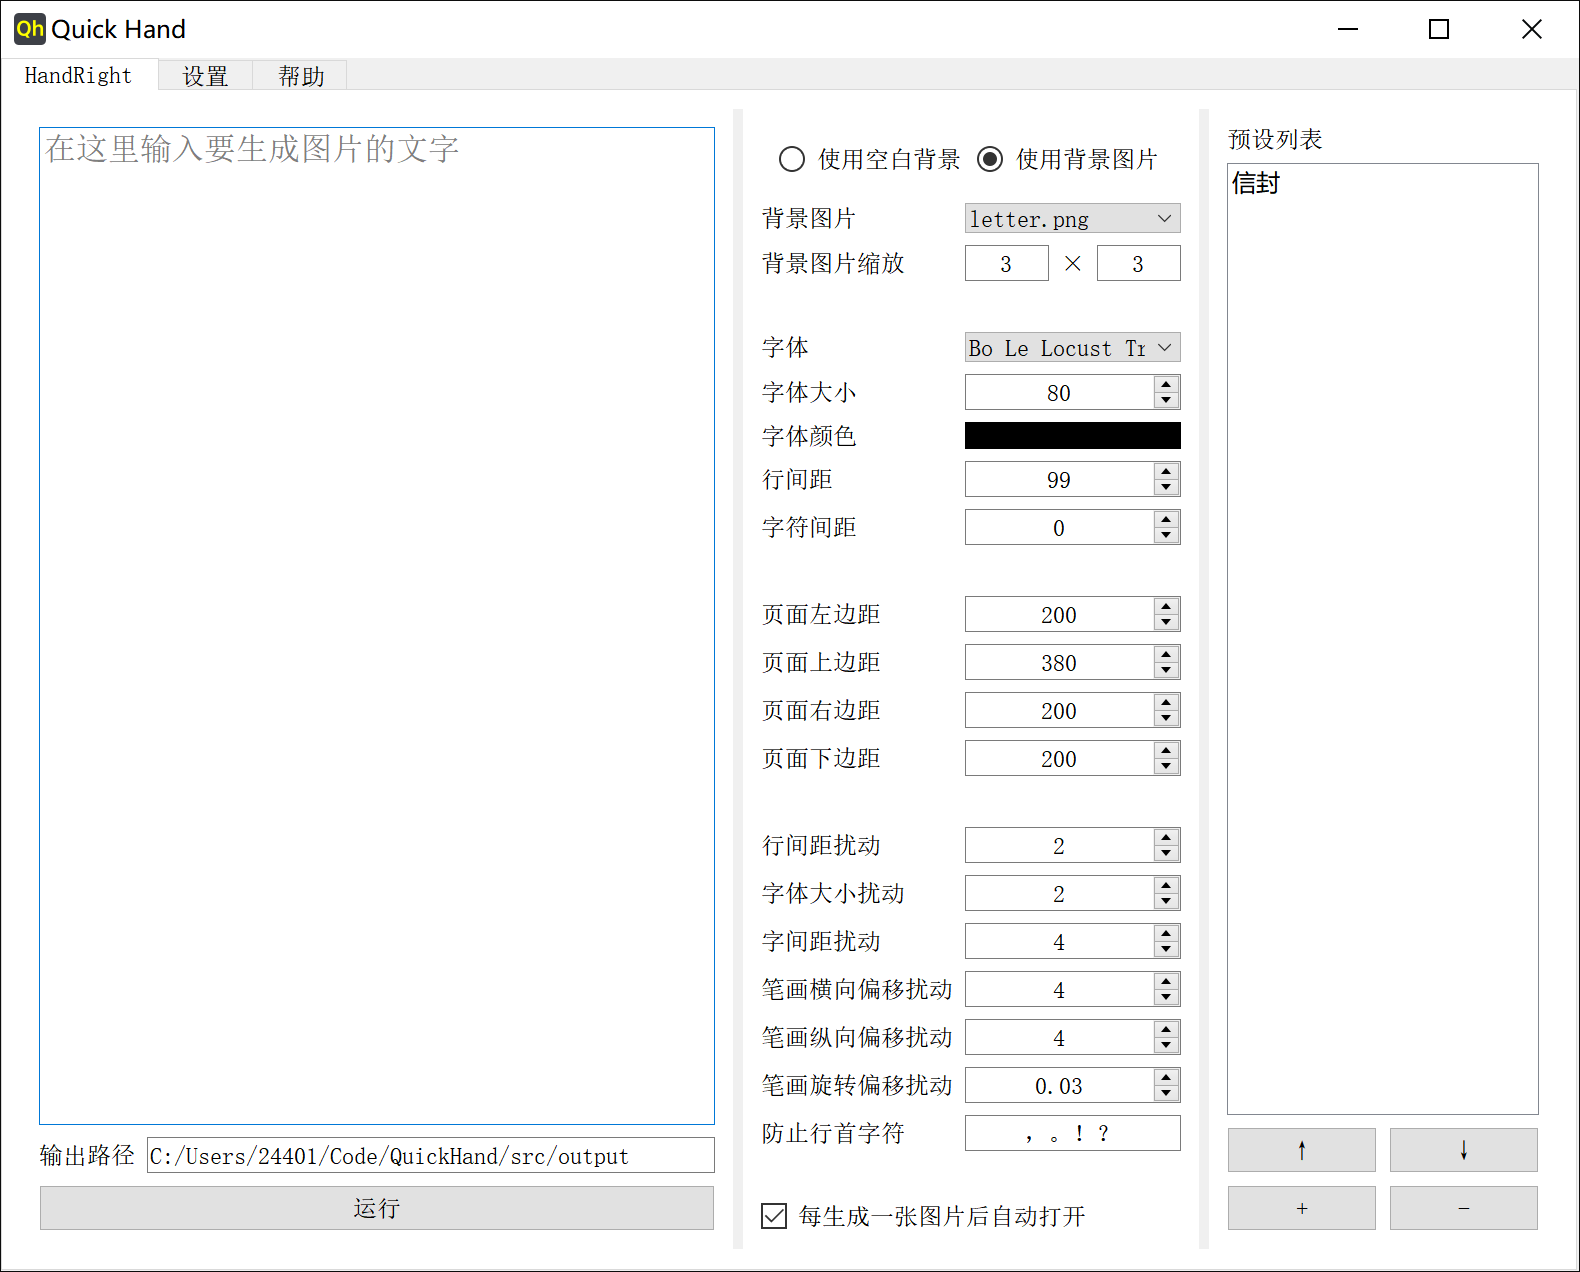 Qh Quick Hand
HandRight 设置 帮助
在这里输入要生成图片的文字
输出路径 C:/Users/24401/Code/QuickHand/src/output
运行
使用空白背景 使用背景图片
背景图片 letter.png
背景图片缩放 3 × 3
字体 Bo Le Locust Tr
字体大小 80
字体颜色
行间距 99
字符间距 0
页面左边距 200
页面上边距 380
页面右边距 200
页面下边距 200
行间距扰动 2
字体大小扰动 2
字间距扰动 4
笔画横向偏移扰动 4
笔画纵向偏移扰动 4
笔画旋转偏移扰动 0.03
防止行首字符 ，。！？
每生成一张图片后自动打开
预设列表
信封
↑ ↓
+ −